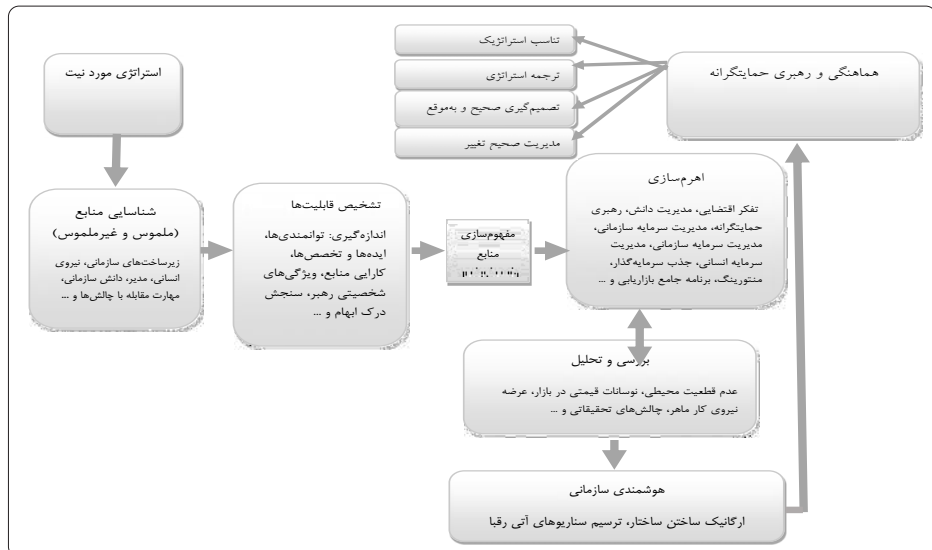 استراتژی مورد نیت
شناسایی منابع
(ملموس و غیرملموس)
زیرساخت‌های سازمانی، نیروی
انسانی، مدیر، دانش سازمانی،
مهارت مقابله با چالش‌ها و ...
تشخیص قابلیت‌ها
اندازه‌گیری: توانمندی‌ها،
ایده‌ها و تخصص‌ها،
کارایی منابع، ویژگی‌های
شخصیتی رهبر، سنجش
درک ابهام و ...
مفهوم‌سازی
منابع
اهرم‌سازی
تفکر اقتضایی، مدیریت دانش، رهبری
حمایتگرانه، مدیریت سرمایه سازمانی،
مدیریت سرمایه سازمانی، مدیریت
سرمایه انسانی، جذب سرمایه‌گذار،
منتورینگ، برنامه جامع بازاریابی و ...
بررسی و تحلیل
عدم قطعیت محیطی، نوسانات قیمتی در بازار، عرضه
نیروی کار ماهر، چالش‌های تحقیقاتی و ...
هوشمندی سازمانی
ارگانیک ساختن ساختار، ترسیم سناریوهای آتی رقبا
هماهنگی و رهبری حمایتگرانه
تناسب استراتژیک
ترجمه استراتژی
تصمیم‌گیری صحیح و به‌موقع
مدیریت صحیح تغییر